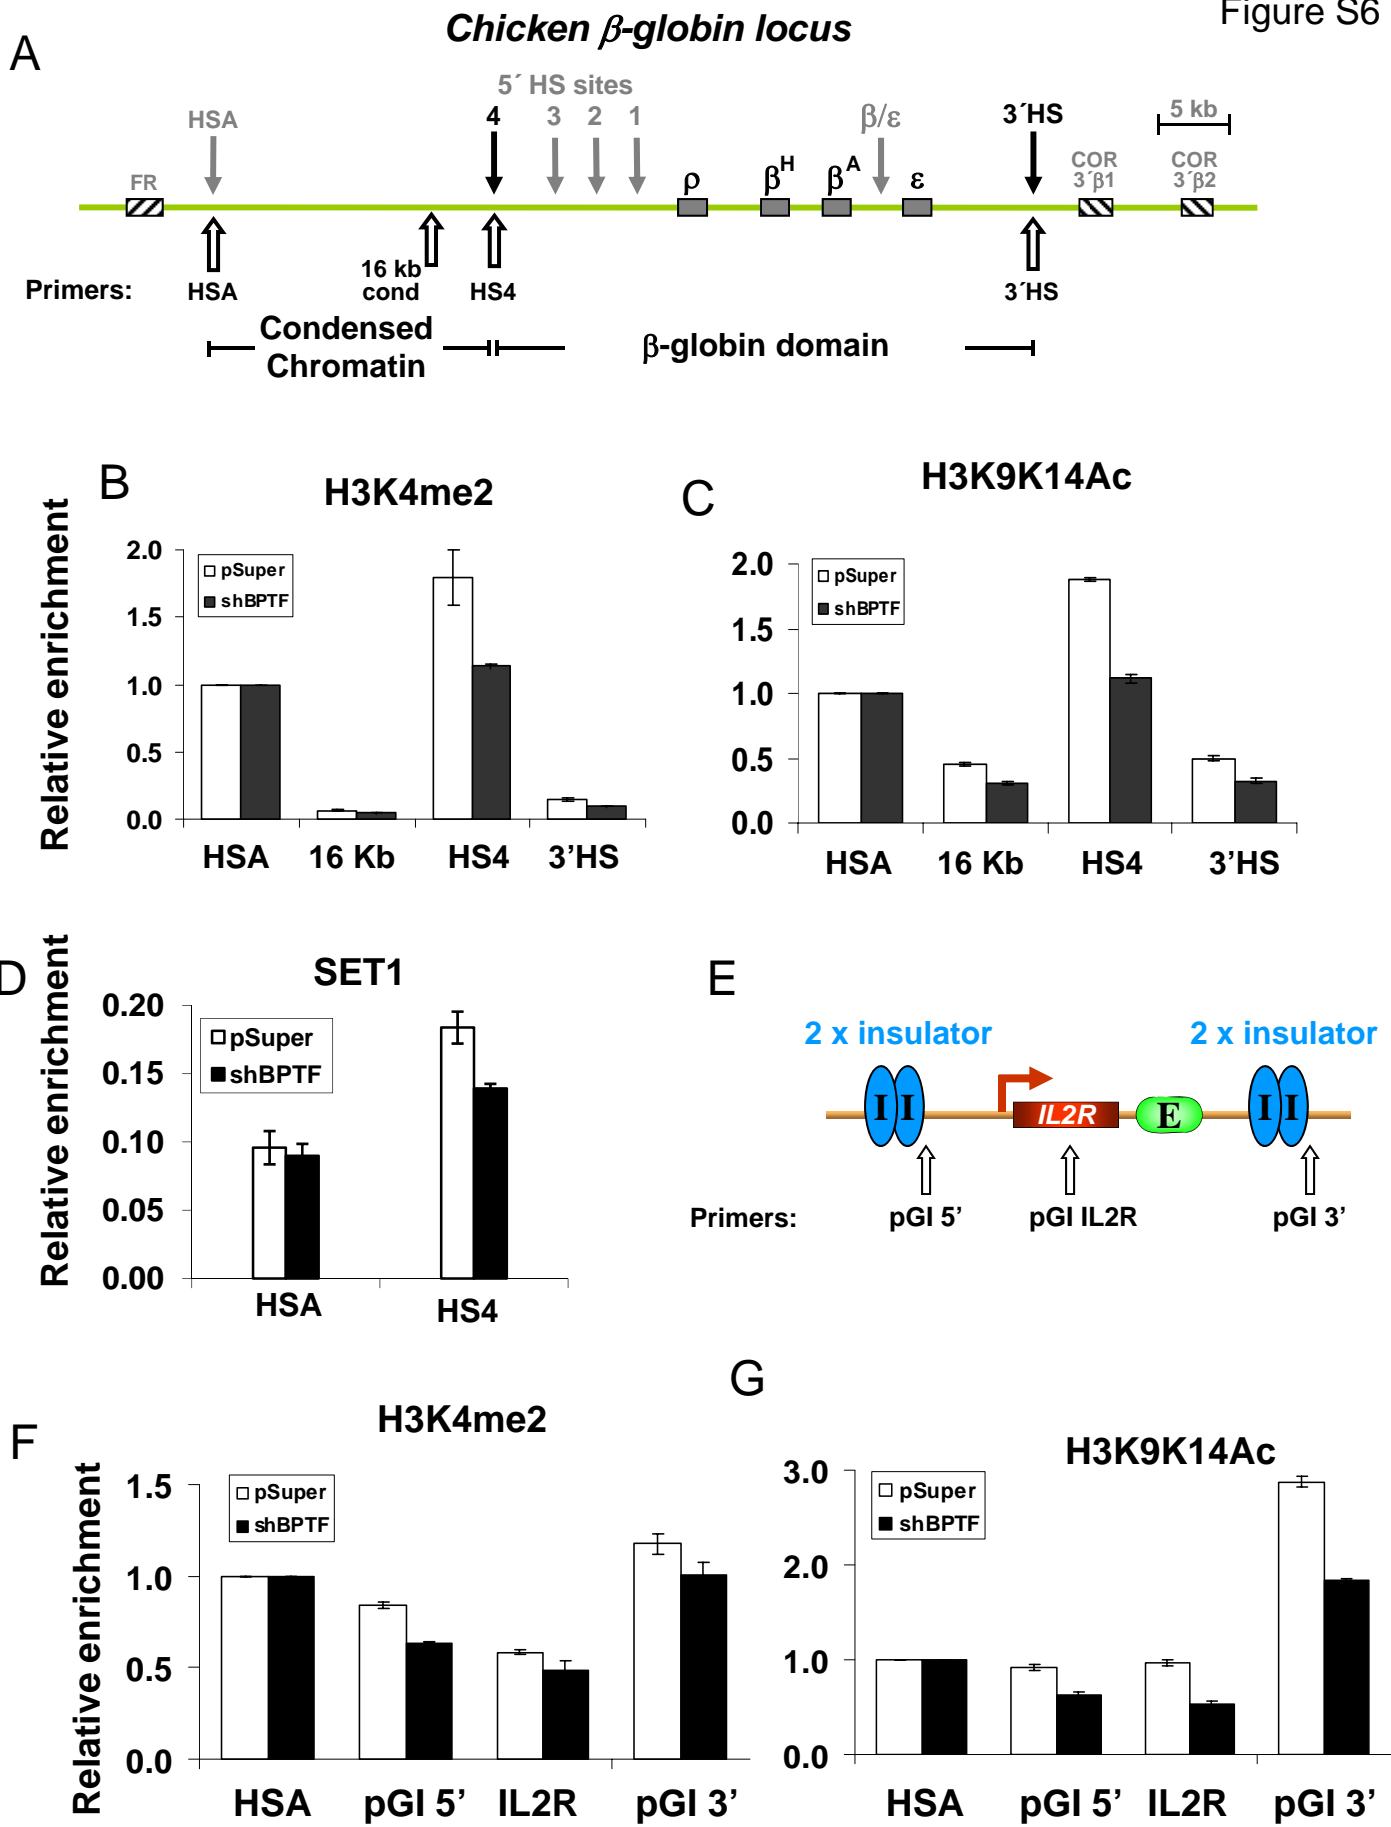 Figure S6
A
Chicken β-globin locus
5´ HS sites
HSA
4
3
2
1
β/ε
3´HS
5 kb
FR
ρ
βH
βA
ε
COR
3´β1
COR
3´β2
Primers:
HSA
16 kb
cond
HS4
3´HS
Condensed
Chromatin
β-globin domain
B
H3K4me2
Relative enrichment
pSuper
shBPTF
2.0
1.5
1.0
0.5
0.0
HSA
16 Kb
HS4
3’HS
C
H3K9K14Ac
pSuper
shBPTF
2.0
1.5
1.0
0.5
0.0
HSA
16 Kb
HS4
3’HS
D
SET1
Relative enrichment
pSuper
shBPTF
0.20
0.15
0.10
0.05
0.00
HSA
HS4
E
2 x insulator
2 x insulator
I I
IL2R
E
I I
Primers:
pGI 5’
pGI IL2R
pGI 3’
F
H3K4me2
Relative enrichment
pSuper
shBPTF
1.5
1.0
0.5
0.0
HSA
pGI 5’
IL2R
pGI 3’
G
H3K9K14Ac
pSuper
shBPTF
3.0
2.0
1.0
0.0
HSA
pGI 5’
IL2R
pGI 3’